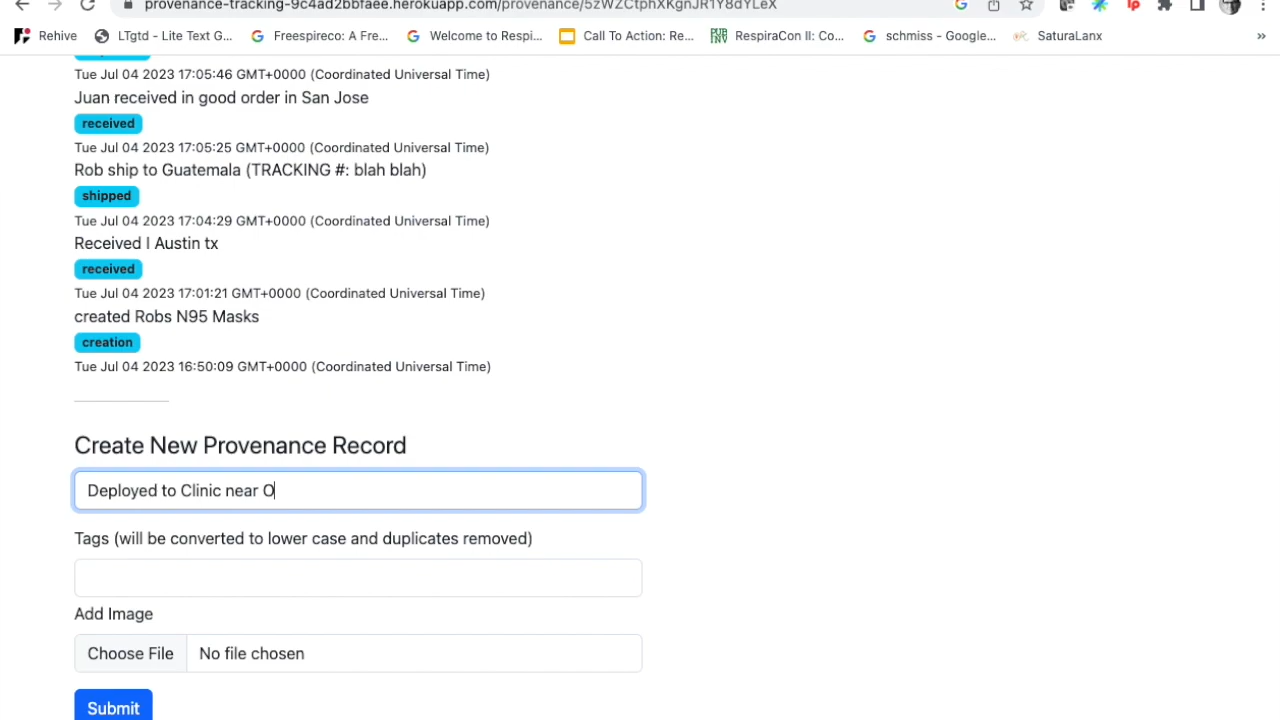 provenance-tracking-9c4ad2bbfaee.herokuapp.com/provenance/5zWZCtphXKgnJR1Y8dYLeX
Rehive LTgtd - Lite Text G... Freespireco: A Fre... Welcome to Respi... Call To Action: Re... RespiraCon II: Co... schmiss - Google... SaturaLanx »
Tue Jul 04 2023 17:05:46 GMT+0000 (Coordinated Universal Time)
Juan received in good order in San Jose
received
Tue Jul 04 2023 17:05:25 GMT+0000 (Coordinated Universal Time)
Rob ship to Guatemala (TRACKING #: blah blah)
shipped
Tue Jul 04 2023 17:04:29 GMT+0000 (Coordinated Universal Time)
Received I Austin tx
received
Tue Jul 04 2023 17:01:21 GMT+0000 (Coordinated Universal Time)
created Robs N95 Masks
creation
Tue Jul 04 2023 16:50:09 GMT+0000 (Coordinated Universal Time)
Create New Provenance Record
Deployed to Clinic near O
Tags (will be converted to lower case and duplicates removed)
Add Image
Choose File No file chosen
Submit